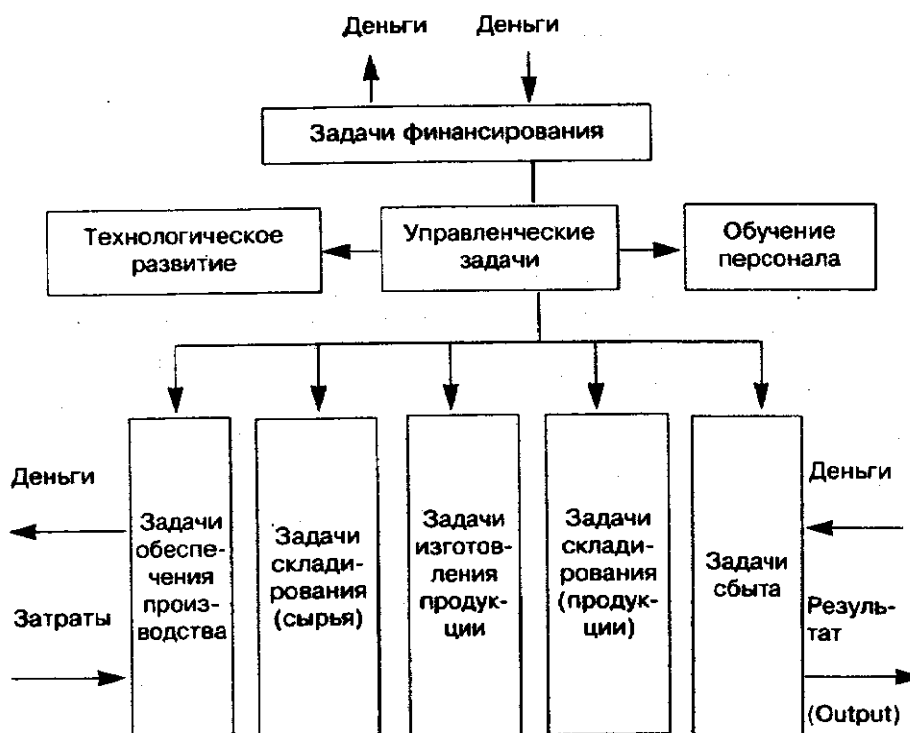 Деньги
Деньги
Задачи финансирования
Технологическое
развитие
Управленческие
задачи
Обучение
персонала
Деньги
Затраты
Задачи
обеспе-
чения
произ-
водства
Задачи
склади-
рования
(сырья)
Задачи
изготов-
ления
продук-
ции
Задачи
склади-
рования
(продук-
ции)
Задачи
сбыта
Деньги
Резуль-
тат
(Output)